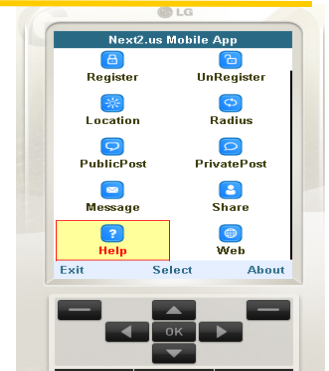 LG
Next2.us Mobile App
Register UnRegister
Location Radius
PublicPost PrivatePost
Message Share
? Help Web
Exit Select About
OK